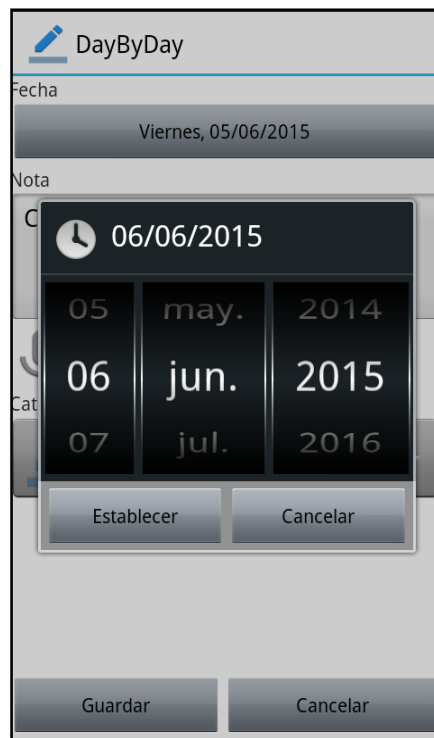 DayByDay
Fecha
Viernes, 05/06/2015
Nota
C
06/06/2015
05 may. 2014
06 jun. 2015
Cat
07 jul. 2016
Establecer Cancelar
Guardar Cancelar